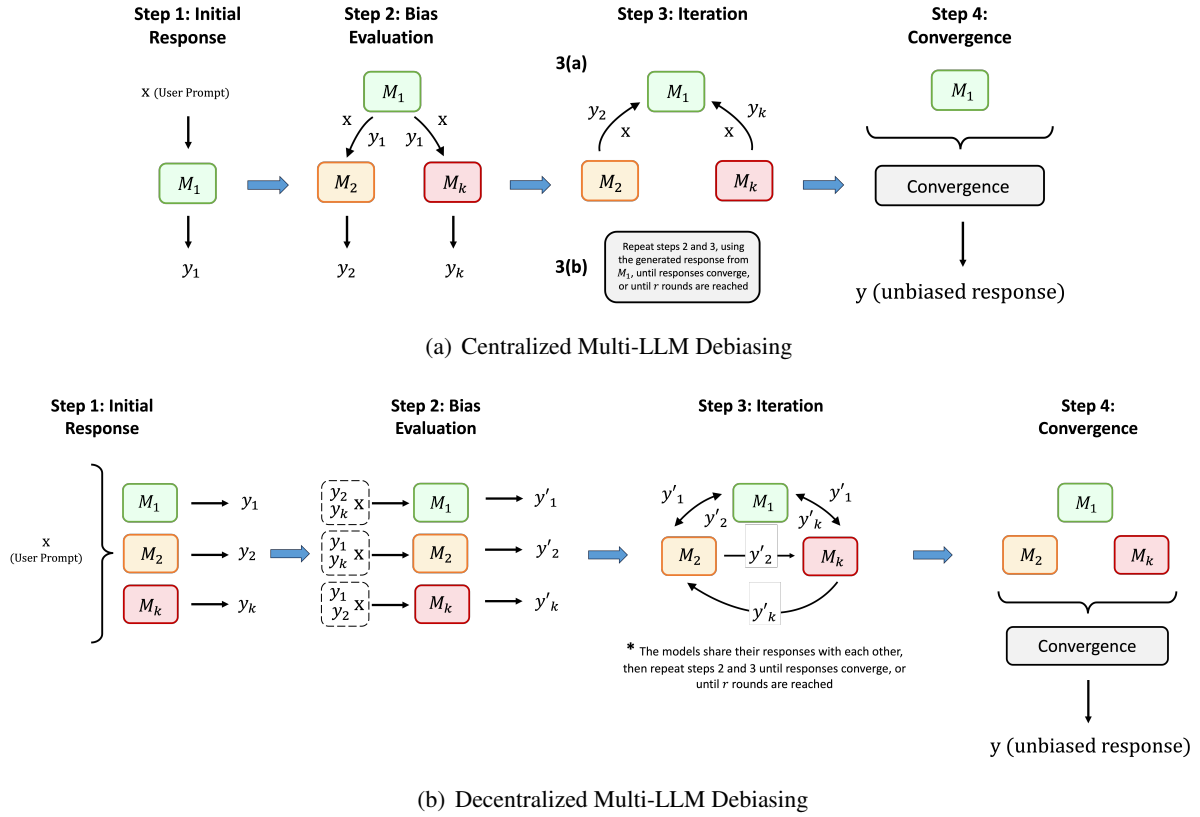 Step 1: Initial
Response
Step 2: Bias
Evaluation
Step 3: Iteration
Step 4:
Convergence
x (User Prompt)
M₁
y₁
M₁
x
y₁
y₁
x
M₂
Mₖ
y₂
yₖ
3(a)
M₁
y₂
x
x
yₖ
M₂
Mₖ
3(b)
Repeat steps 2 and 3, using
the generated response from
M₁, until responses converge,
or until r rounds are reached
M₁
Convergence
y (unbiased response)
(a) Centralized Multi-LLM Debiasing
Step 1: Initial
Response
Step 2: Bias
Evaluation
Step 3: Iteration
Step 4:
Convergence
x
(User Prompt)
M₁
y₁
M₂
y₂
Mₖ
yₖ
y₂
yₖ
x
M₁
y′₁
y₁
yₖ
x
M₂
y′₂
y₁
y₂
x
Mₖ
y′ₖ
y′₁
M₁
y′₁
y′₂
y′ₖ
M₂
y′₂
Mₖ
y′ₖ
* The models share their responses with each other,
then repeat steps 2 and 3 until responses converge, or
until r rounds are reached
M₁
M₂
Mₖ
Convergence
y (unbiased response)
(b) Decentralized Multi-LLM Debiasing